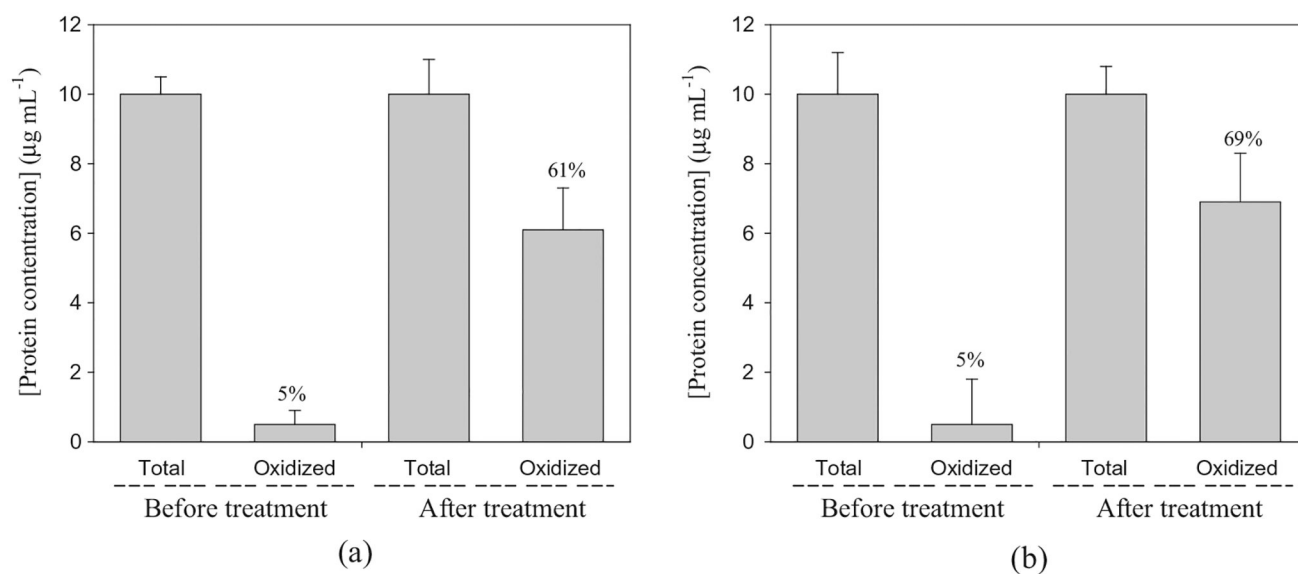 [Protein contentration] (µg mL-1)
12
10
8
6
4
2
0
5%
61%
Total Oxidized Total Oxidized
Before treatment After treatment
(a)
[Protein concentration] (µg mL-1)
12
10
8
6
4
2
0
5%
69%
Total Oxidized Total Oxidized
Before treatment After treatment
(b)